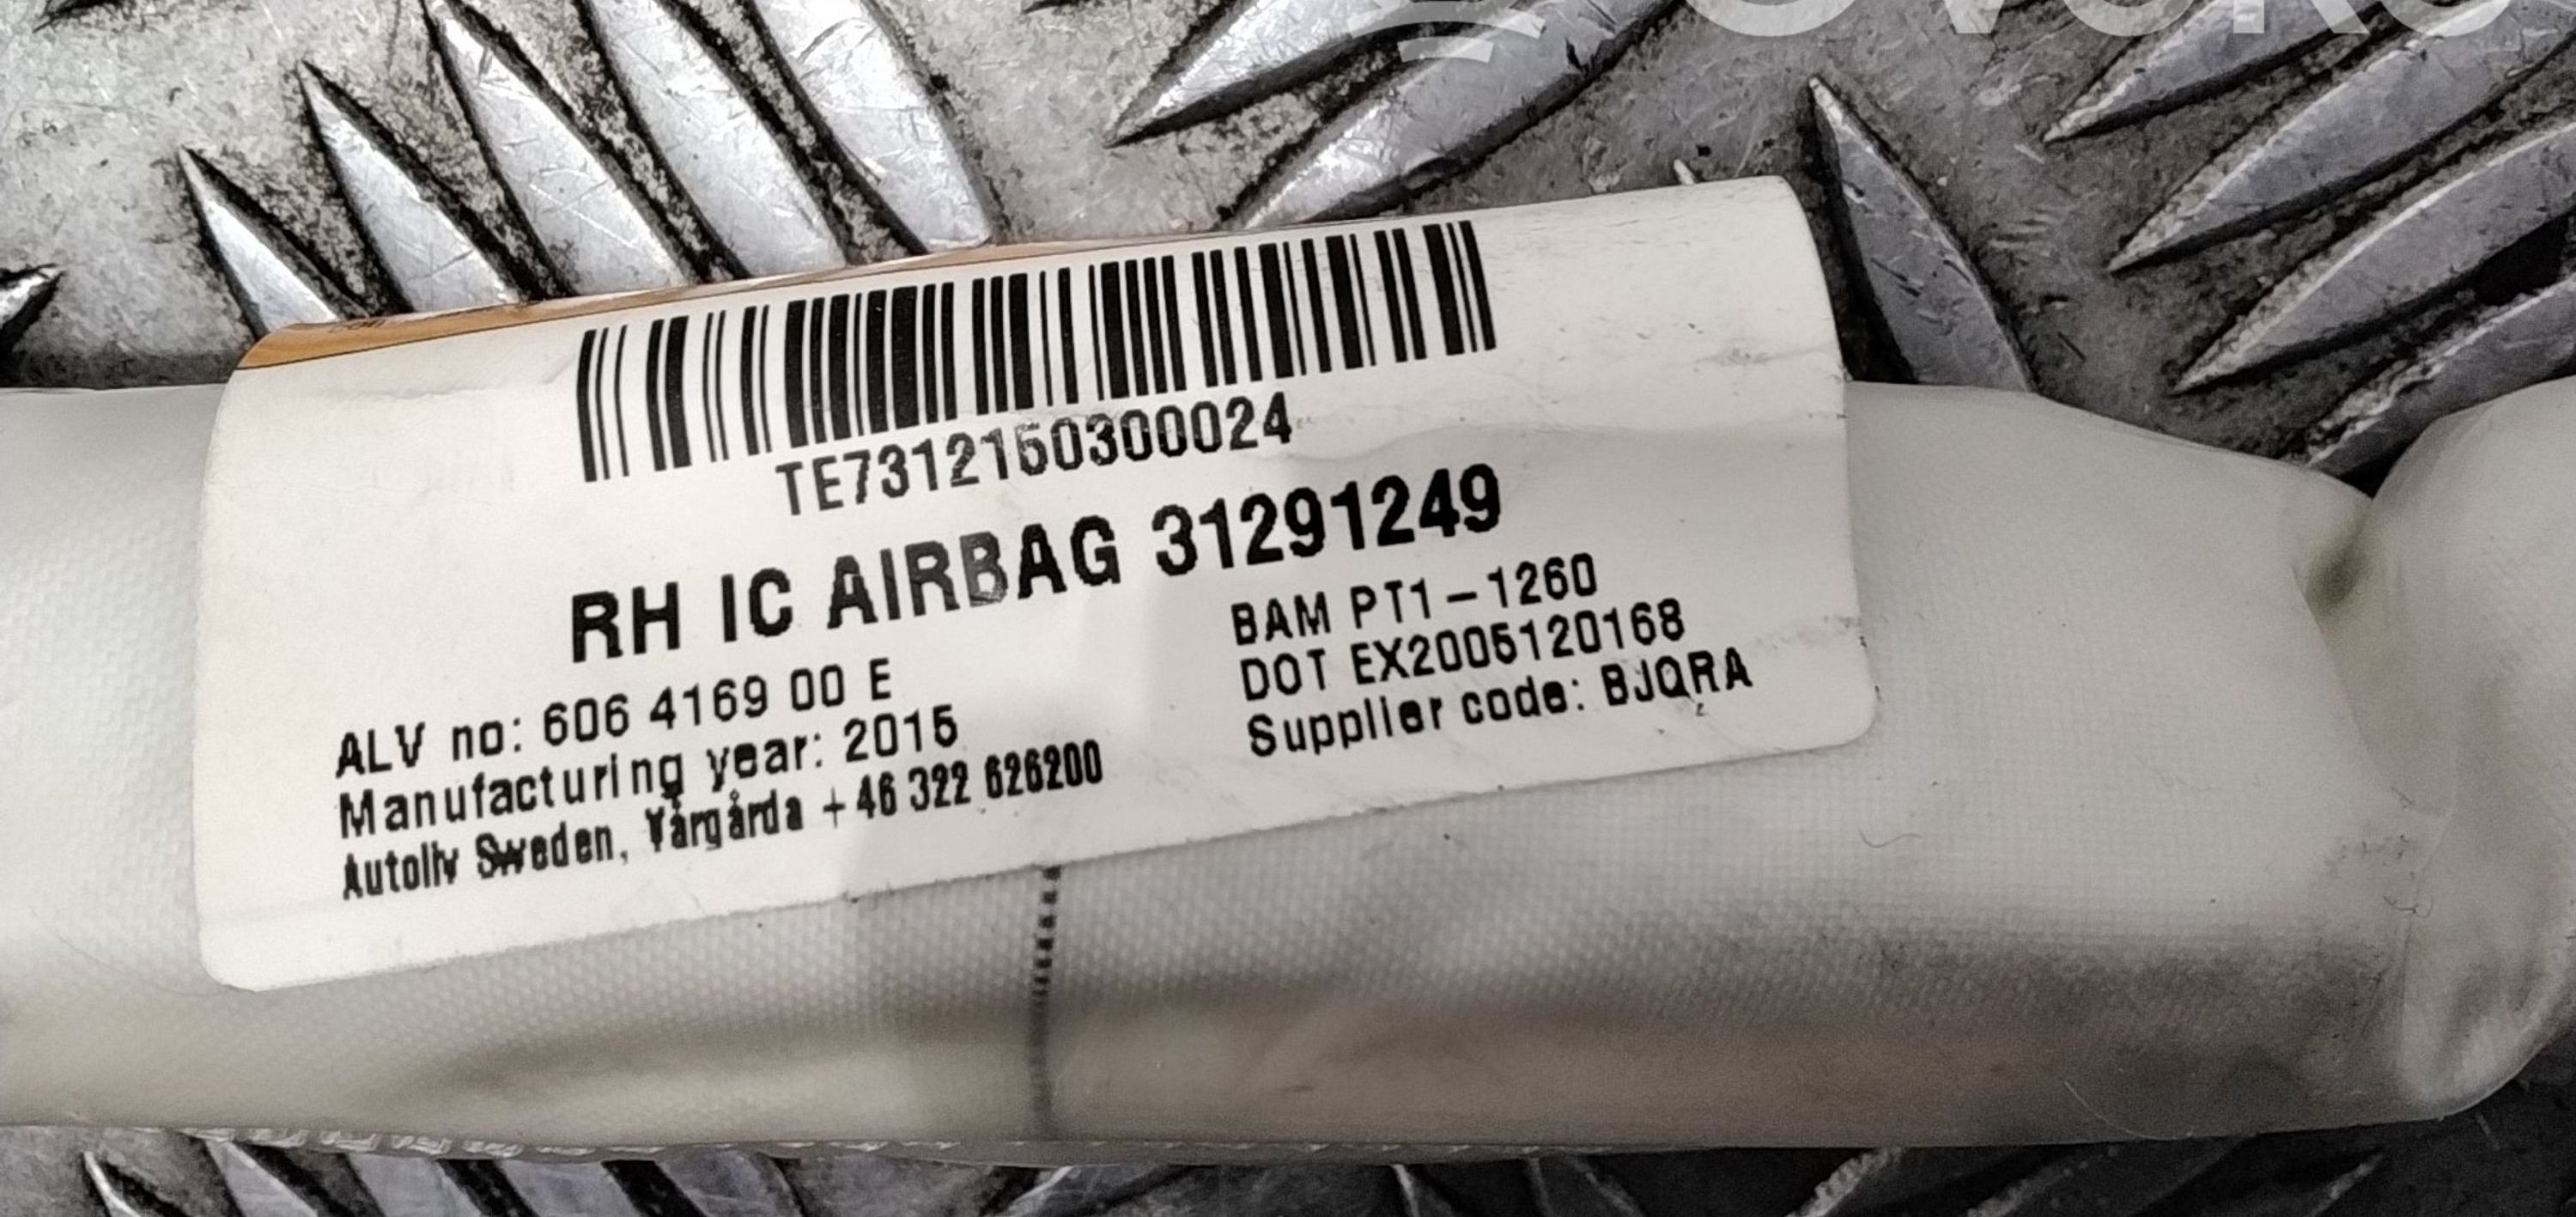 TE7312150300024
RH IC AIRBAG 31291249
ALV no: 606 4169 00 E
Manufacturing year: 2015
Autoliv Sweden, Vårgårda +46 322 626200
BAM PT1-1260
DOT EX2005120168
Supplier code: BJQRA